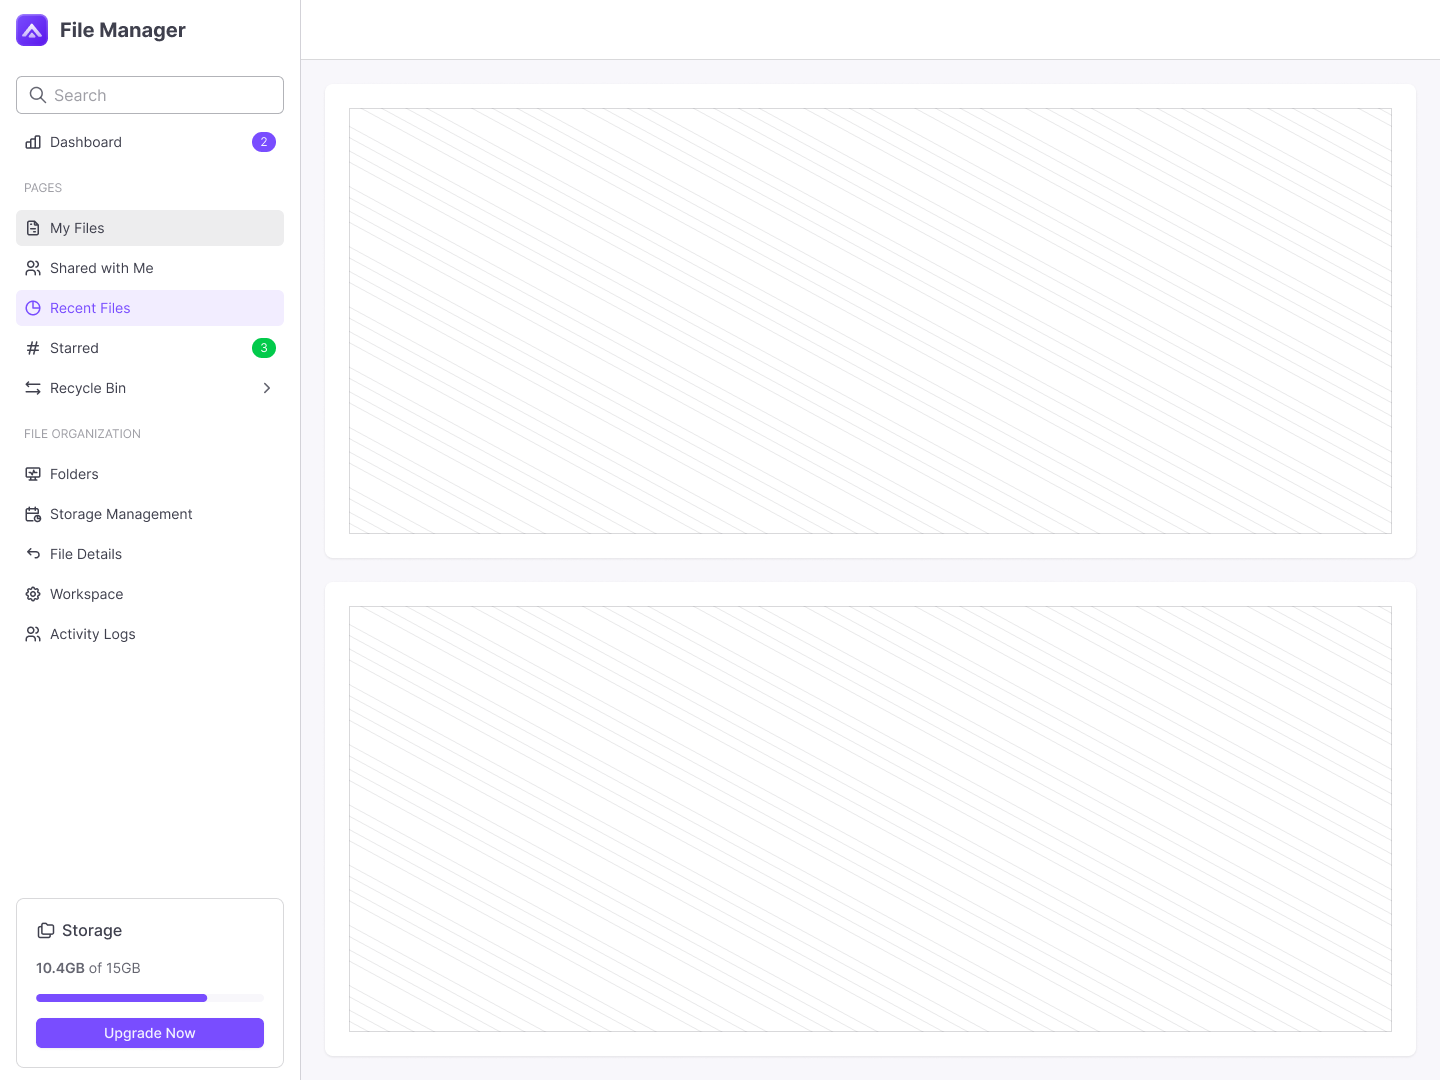 File Manager
Search
Dashboard 2
PAGES
My Files
Shared with Me
Recent Files
Starred 3
Recycle Bin
FILE ORGANIZATION
Folders
Storage Management
File Details
Workspace
Activity Logs
Storage
10.4GB of 15GB
Upgrade Now